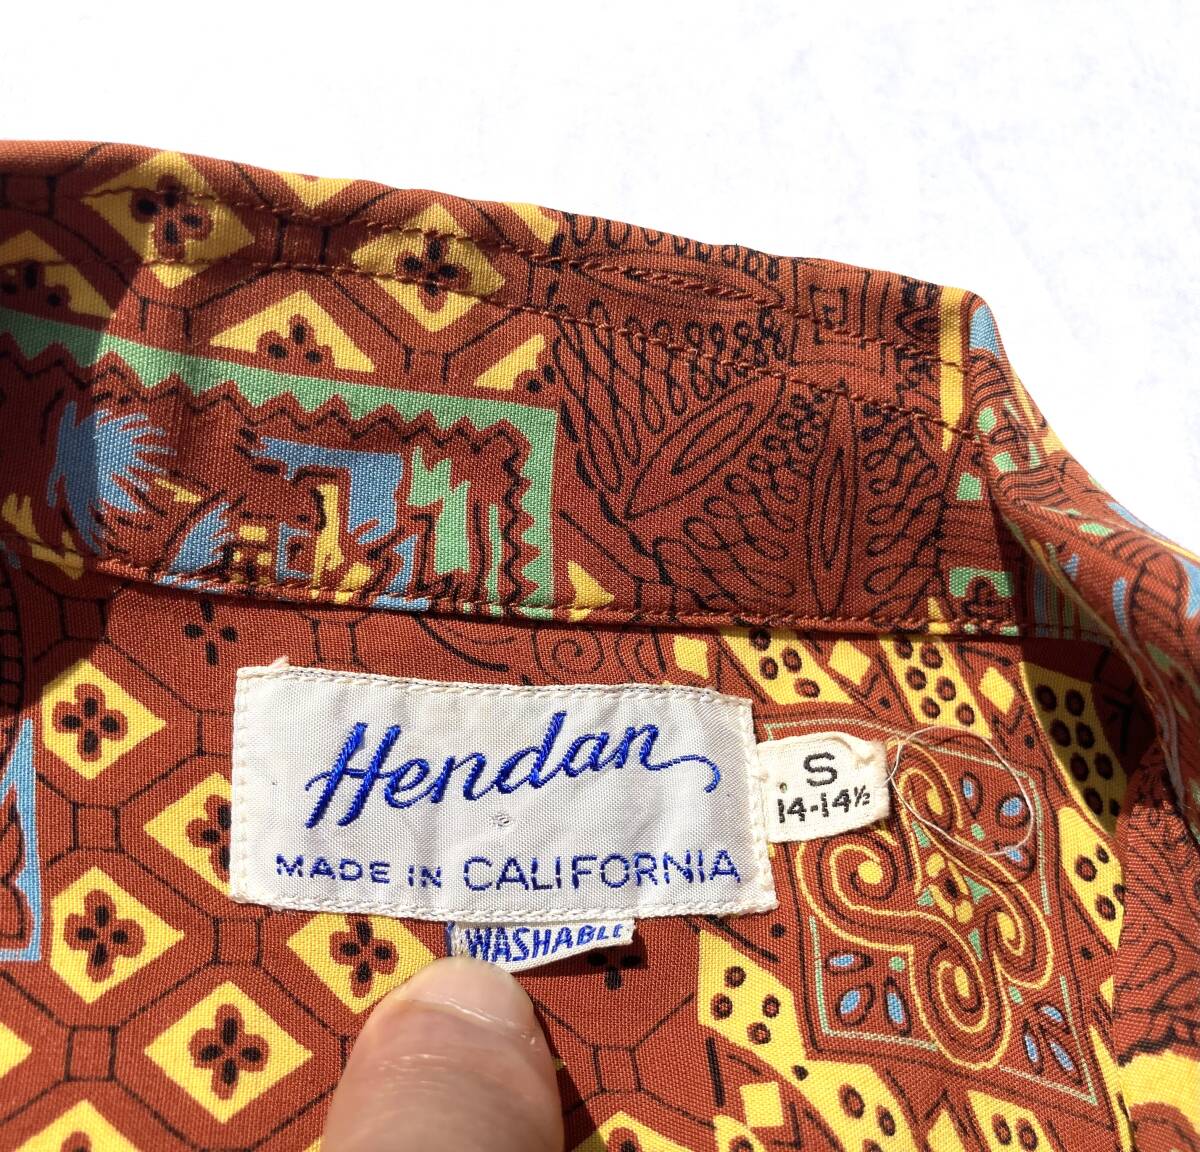 Hendan
MADE IN CALIFORNIA
WASHABLE
S
14-14½